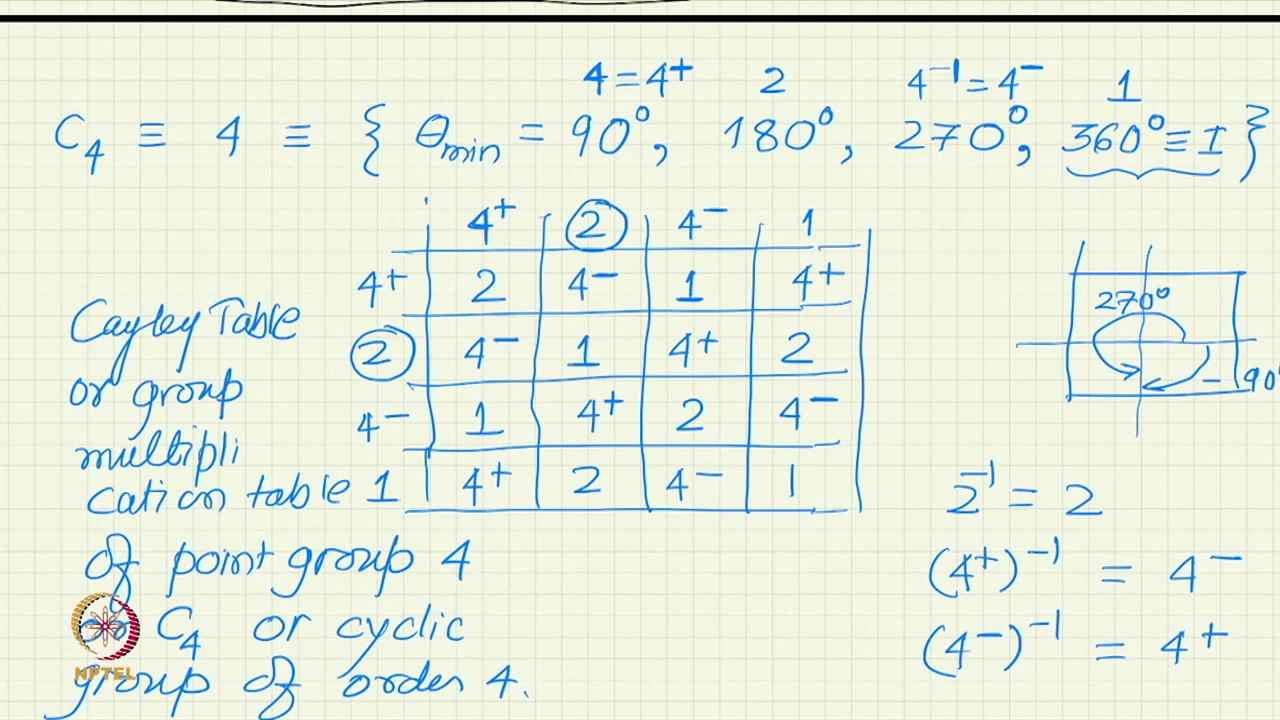 4 = 4⁺ 2 4⁻¹ = 4⁻ 1
C₄ ≡ 4 ≡ { θmin = 90°, 180°, 270°, 360° ≡ I }
4⁺ 2 4⁻ 1
4⁺ 2 4⁻ 1 4⁺
2 4⁻ 1 4⁺ 2
4⁻ 1 4⁺ 2 4⁻
1 4⁺ 2 4⁻ 1
Cayley Table
or group
multipli
cation table
of point group 4
or C₄ or cyclic
group of order 4.
270°
- 90°
2⁻¹ = 2
(4⁺)⁻¹ = 4⁻
(4⁻)⁻¹ = 4⁺
NPTEL